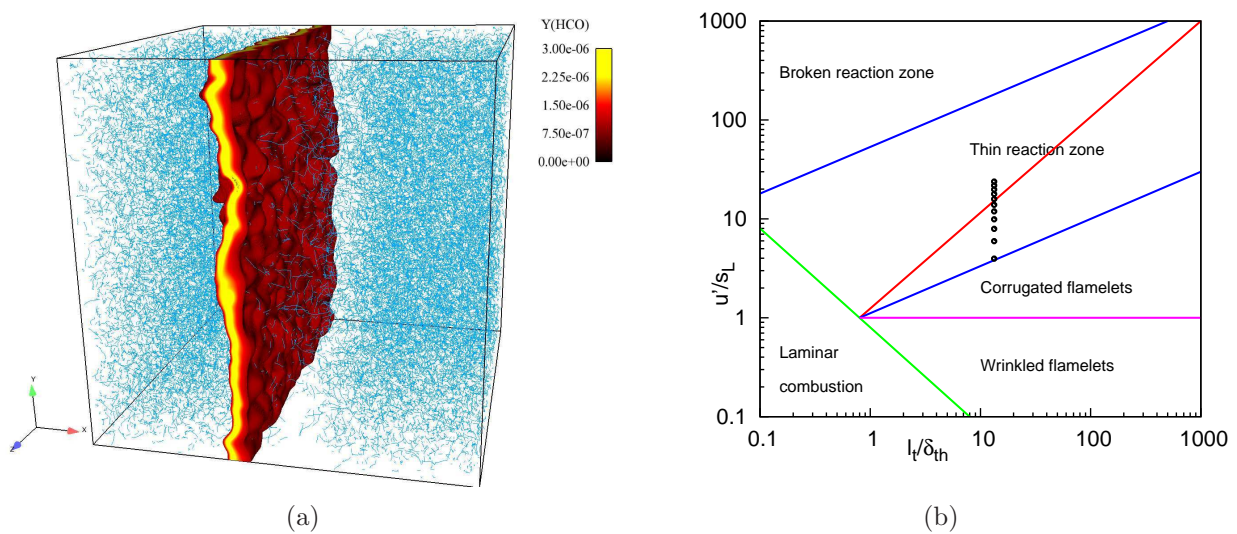 Y(HCO)
3.00e-06
2.25e-06
1.50e-06
7.50e-07
0.00e+00
Y
X
Z
(a)
1000
100
10
1
0.1
u'/s_L
Broken reaction zone
Thin reaction zone
Corrugated flamelets
Laminar
combustion
Wrinkled flamelets
0.1 1 10 100 1000
l_t/δ_th
(b)